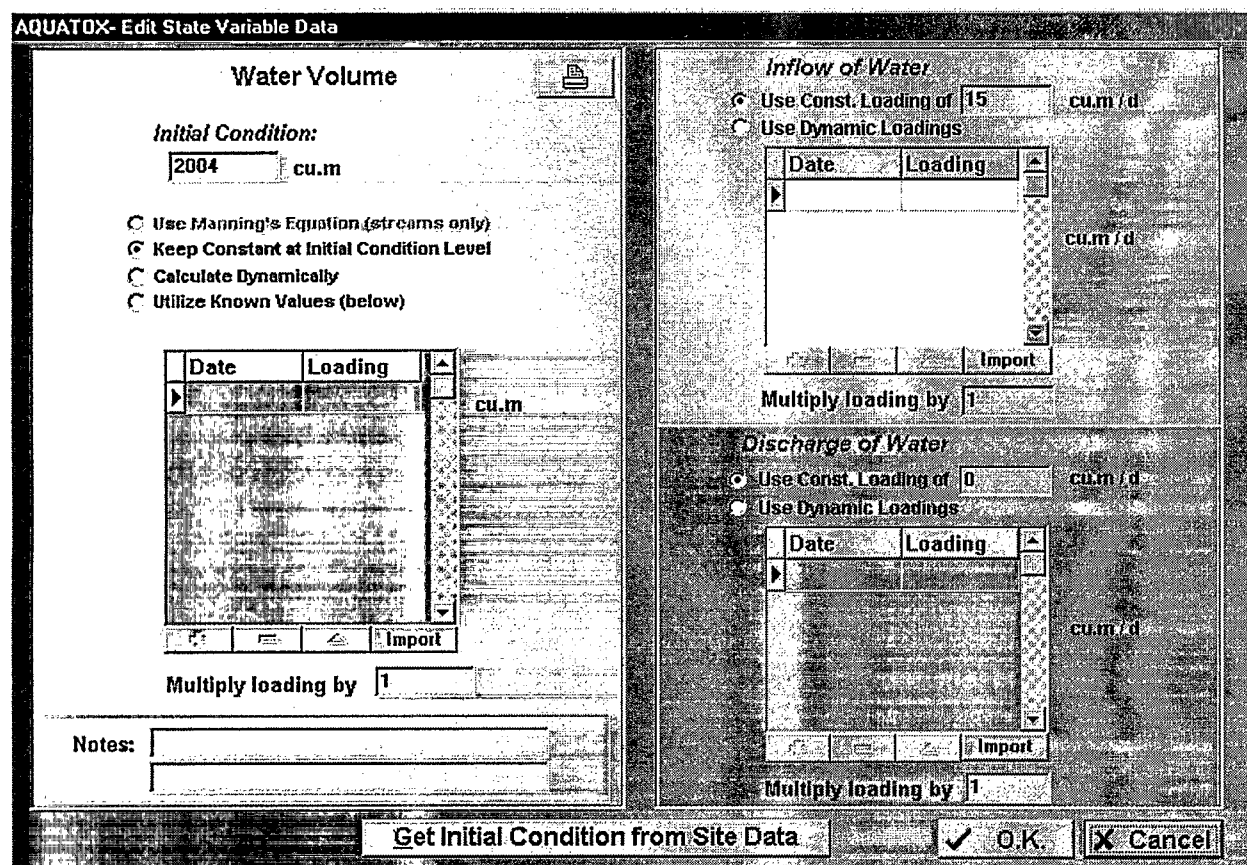 AQUATOX- Edit State Variable Data
Water Volume
Initial Condition:
2004 cu.m
Use Manning's Equation (streams only)
Keep Constant at Initial Condition Level
Calculate Dynamically
Utilize Known Values (below)
Date Loading
cu.m
Import
Multiply loading by 1
Notes:
Inflow of Water
Use Const. Loading of 15 cu.m / d
Use Dynamic Loadings
Date Loading
cu.m / d
Import
Multiply loading by 1
Discharge of Water
Use Const. Loading of 0 cu.m / d
Use Dynamic Loadings
Date Loading
cu.m / d
Import
Multiply loading by 1
Get Initial Condition from Site Data
O.K.
X Cancel